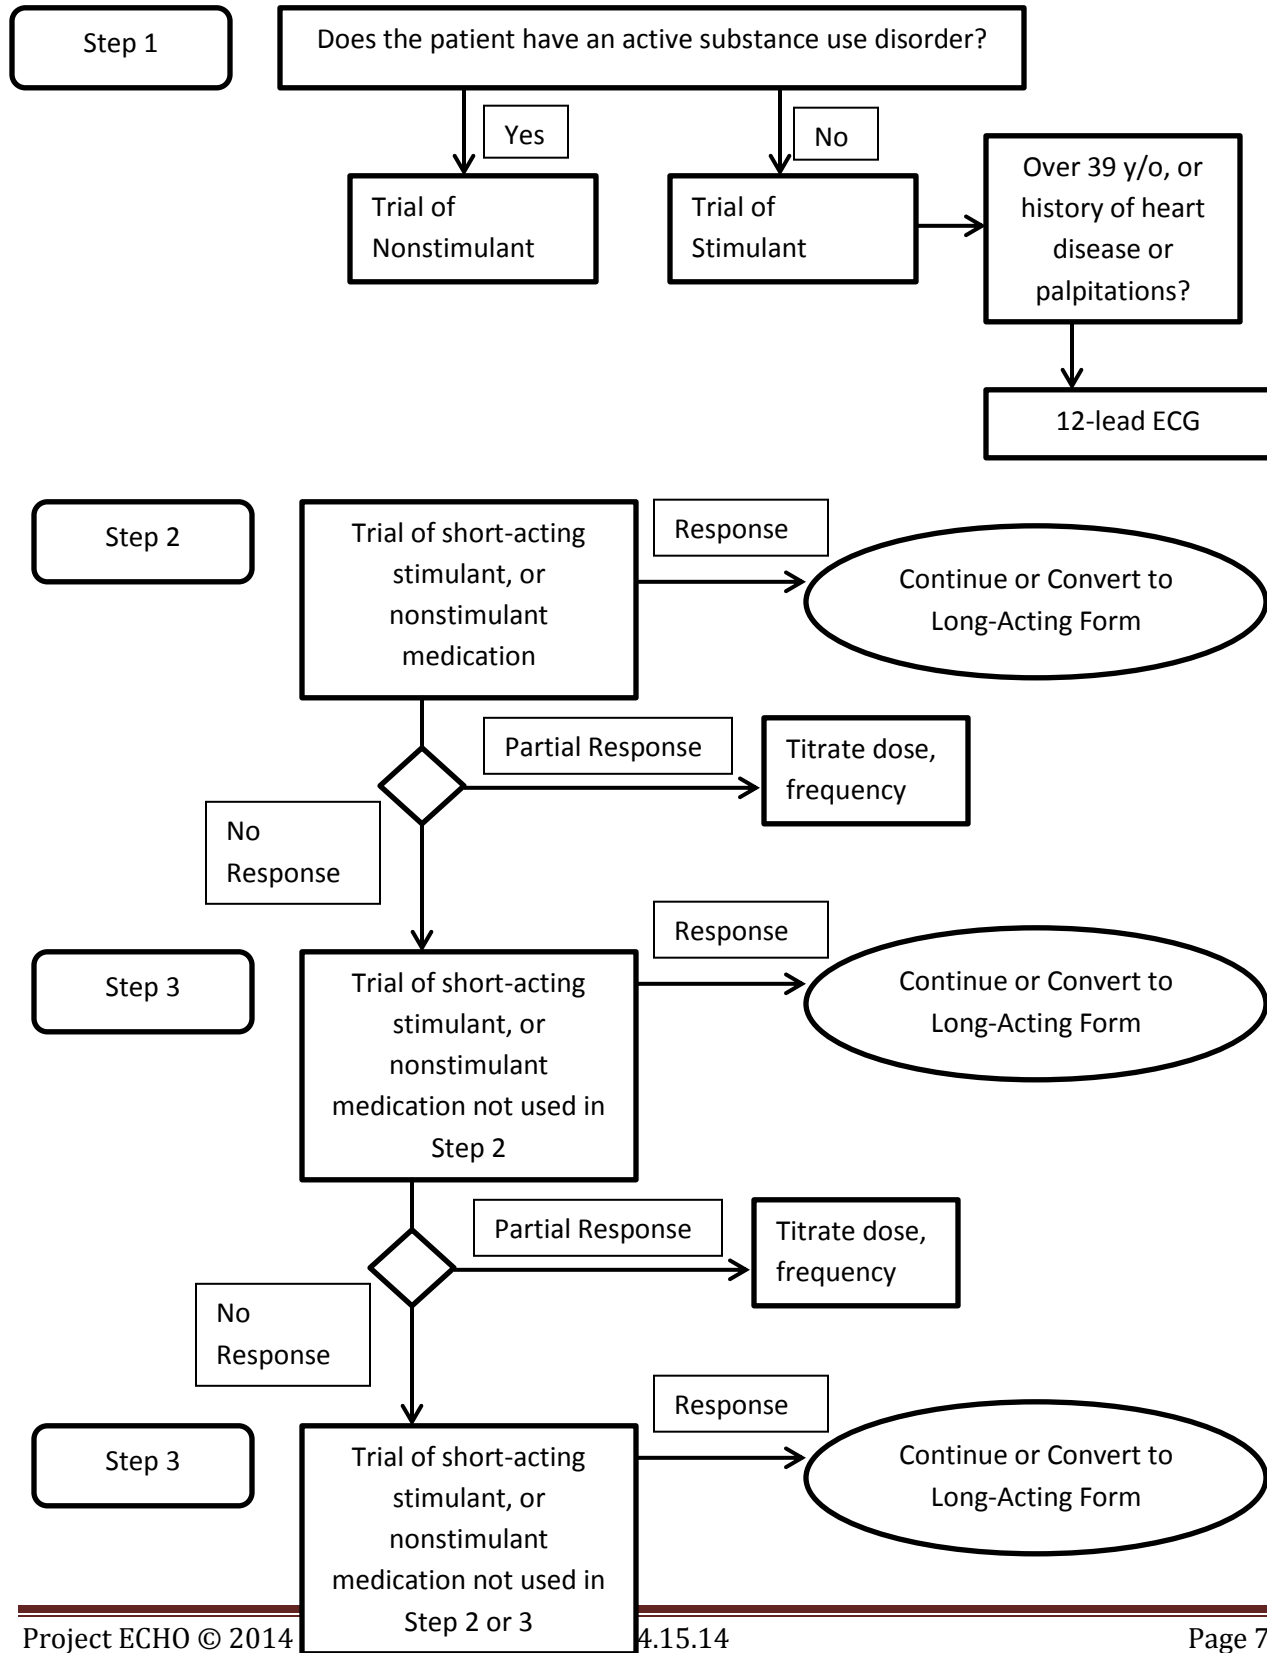 Step 1
Does the patient have an active substance use disorder?
Yes
No
Trial of
Nonstimulant
Trial of
Stimulant
Over 39 y/o, or
history of heart
disease or
palpitations?
12-lead ECG
Step 2
Trial of short-acting
stimulant, or
nonstimulant
medication
Response
Continue or Convert to
Long-Acting Form
Partial Response
Titrate dose,
frequency
No
Response
Step 3
Trial of short-acting
stimulant, or
nonstimulant
medication not used in
Step 2
Response
Continue or Convert to
Long-Acting Form
Partial Response
Titrate dose,
frequency
No
Response
Step 3
Trial of short-acting
stimulant, or
nonstimulant
medication not used in
Step 2 or 3
Response
Continue or Convert to
Long-Acting Form
Project ECHO © 2014 4.15.14 Page 7